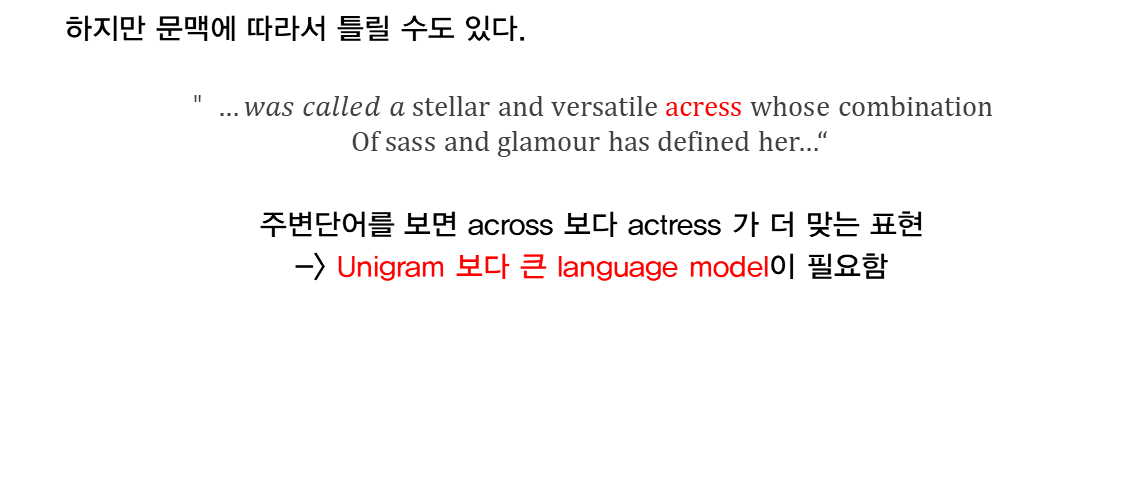 하지만 문맥에 따라서 틀릴 수도 있다.
" …was called a stellar and versatile acress whose combination
Of sass and glamour has defined her…“
주변단어를 보면 across 보다 actress 가 더 맞는 표현
-> Unigram 보다 큰 language model이 필요함